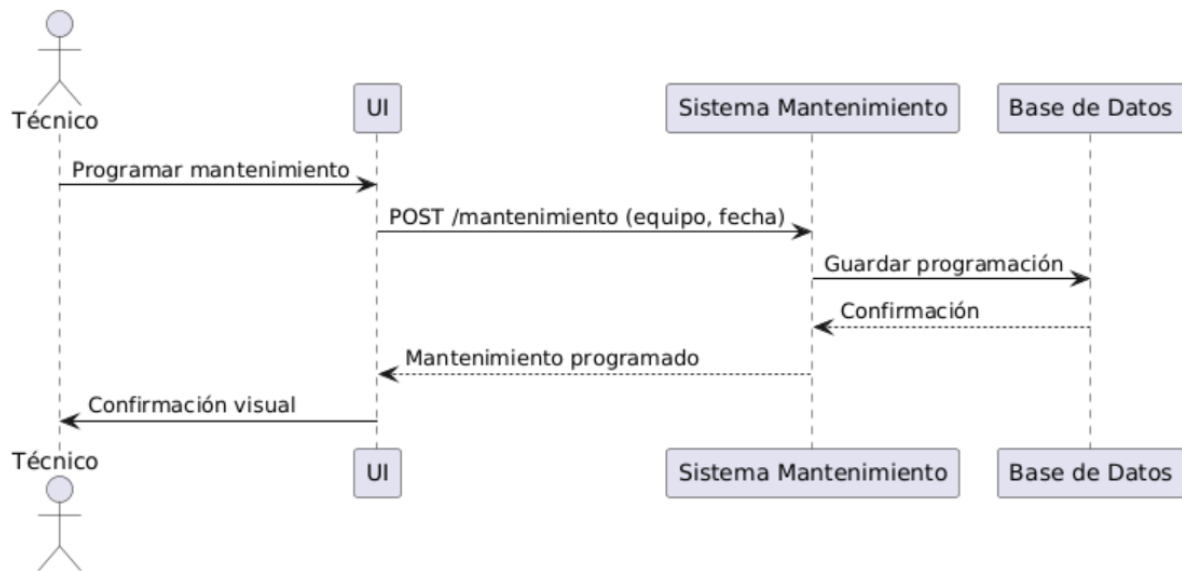 Técnico
UI
Sistema Mantenimiento
Base de Datos
Programar mantenimiento
POST /mantenimiento (equipo, fecha)
Guardar programación
Confirmación
Mantenimiento programado
Confirmación visual
Técnico
UI
Sistema Mantenimiento
Base de Datos